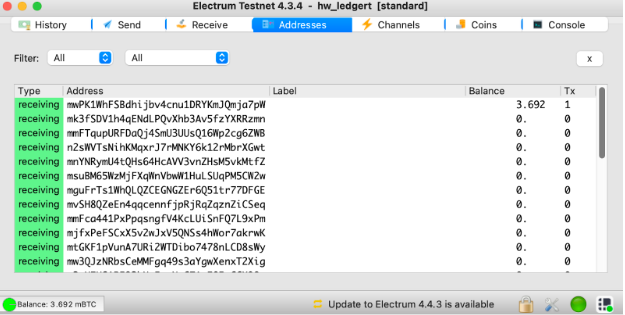 Electrum Testnet 4.3.4 - hw_ledgert [standard]
History Send Receive Addresses Channels Coins Console
Filter: All All x
Type Address Label Balance Tx
receiving mwPK1WhFSBdhijbv4cnu1DRYKmJQmja7pW 3.692 1
receiving mk3fSDV1h4qENdLPQvXhb3Av5fzYXRRzmn 0. 0
receiving mmFTqupURFDaQj4SmU3UUsQ16Wp2cg6ZWB 0. 0
receiving n2sWVTsNihKMqxrJ7rMNKY6k12rMbrXGwt 0. 0
receiving mnYNRymU4tQHs64HcAVV3vnZHsM5vkMtfZ 0. 0
receiving msuBM65WzMjFXqWnVbwW1HuLSUqPM5CW2w 0. 0
receiving mguFrTs1WhQLQZCEGNGZEr6Q51tr77DFGE 0. 0
receiving mvSH8QZeEn4qqcennfjpRjRqZqznZiCSeq 0. 0
receiving mmFca441PxPpqsngfV4KcLUiSnFQ7L9xPm 0. 0
receiving mjfxPeFSCxX5v2wJxV5QNSs4hWor7akrwK 0. 0
receiving mtGKF1pVunA7URi2WTDibo7478nLCD8sWy 0. 0
receiving mw3QJzNRbsCeMMFgq49s3aYgwXenxT2Xig 0. 0
Balance: 3.692 mBTC Update to Electrum 4.4.3 is available